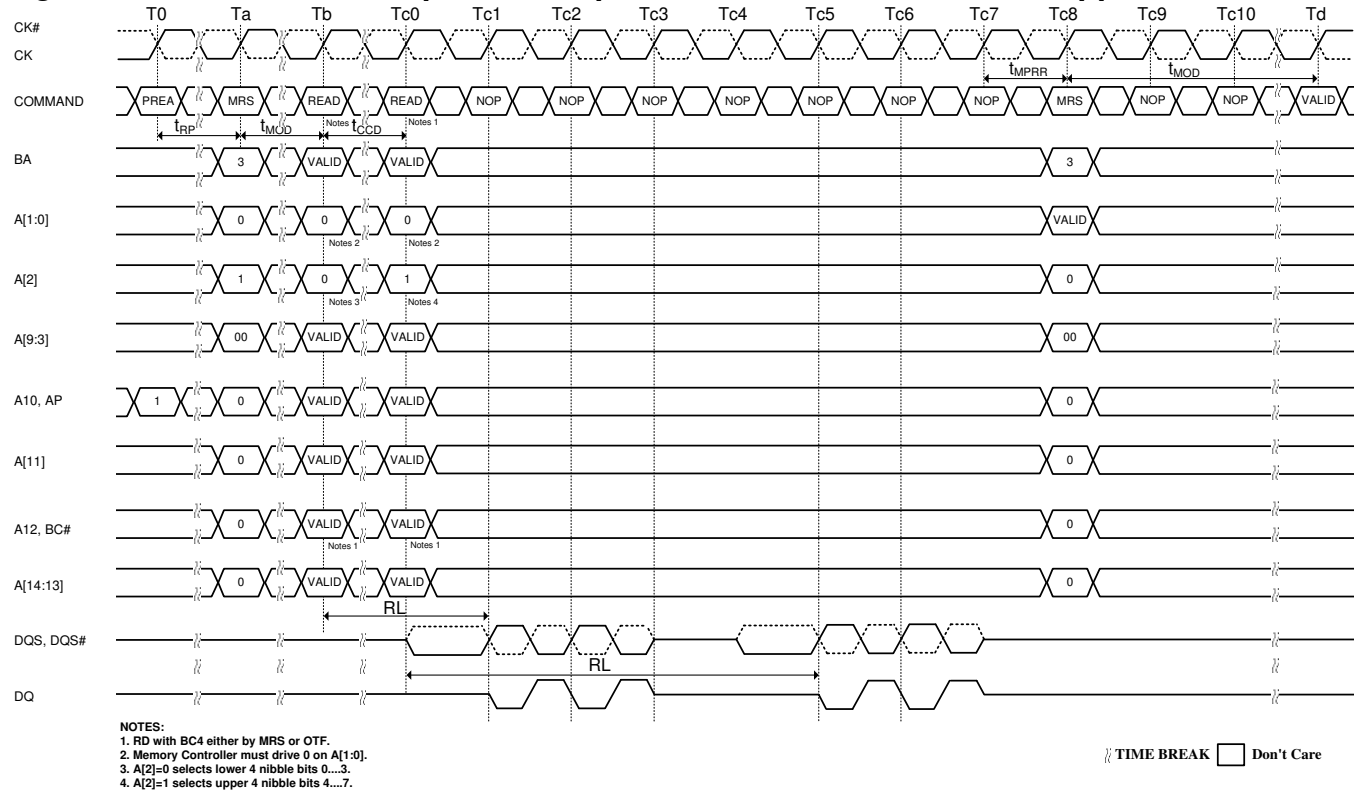 T0 Ta Tb Tc0 Tc1 Tc2 Tc3 Tc4 Tc5 Tc6 Tc7 Tc8 Tc9 Tc10 Td
CK#
CK
tMPRR tMOD
COMMAND PREA MRS READ READ NOP NOP NOP NOP NOP NOP NOP MRS NOP NOP VALID
Notes 1 Notes 1
tRP tMOD tCCD
BA 3 VALID VALID 3
A[1:0] 0 0 0 VALID
Notes 2 Notes 2
A[2] 1 0 1 0
Notes 3 Notes 4
A[9:3] 00 VALID VALID 00
A10, AP 1 0 VALID VALID 0
A[11] 0 VALID VALID 0
A12, BC# 0 VALID VALID 0
Notes 1 Notes 1
A[14:13] 0 VALID VALID 0
RL
DQS, DQS#
RL
DQ
NOTES:
1. RD with BC4 either by MRS or OTF.
2. Memory Controller must drive 0 on A[1:0].
3. A[2]=0 selects lower 4 nibble bits 0....3.
4. A[2]=1 selects upper 4 nibble bits 4....7.
TIME BREAK Don't Care